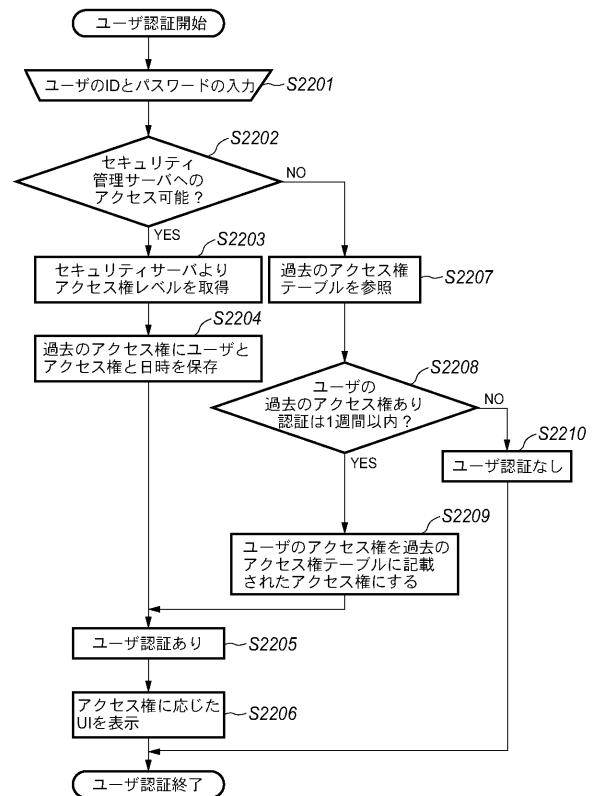 ユーザ認証開始
ユーザのIDとパスワードの入力
S2201
S2202
セキュリティ
管理サーバへの
アクセス可能?
NO
YES
S2203
セキュリティサーバより
アクセス権レベルを取得
過去のアクセス権
テーブルを参照
S2207
S2204
過去のアクセス権にユーザと
アクセス権と日時を保存
S2208
ユーザの
過去のアクセス権あり
認証は1週間以内?
NO
YES
S2210
ユーザ認証なし
S2209
ユーザのアクセス権を過去の
アクセス権テーブルに記載
されたアクセス権にする
ユーザ認証あり
S2205
アクセス権に応じた
UIを表示
S2206
ユーザ認証終了